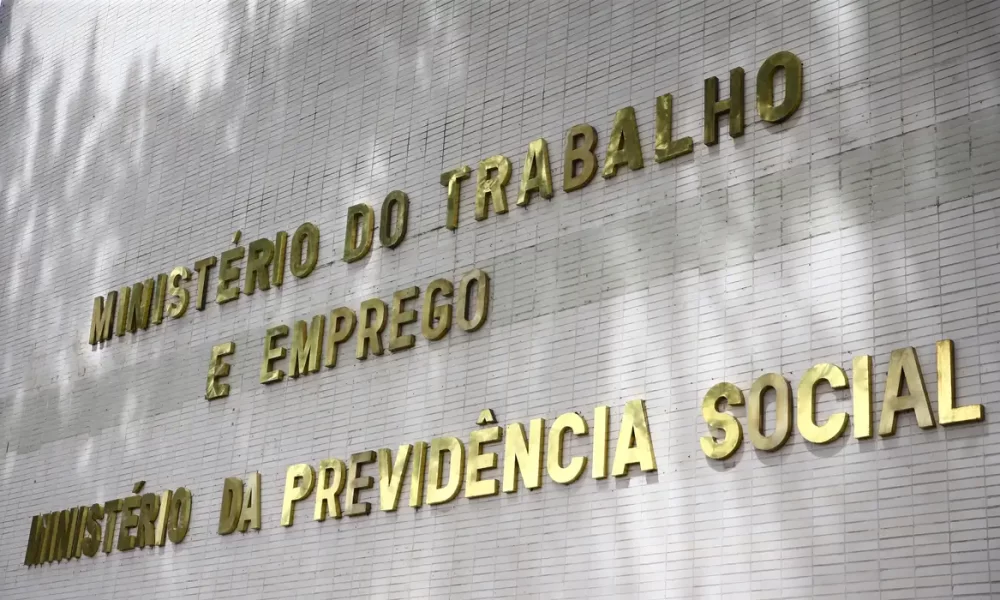 MINISTÉRIO DO TRABALHO
E EMPREGO
MINISTÉRIO DA PREVIDÊNCIA SOCIAL